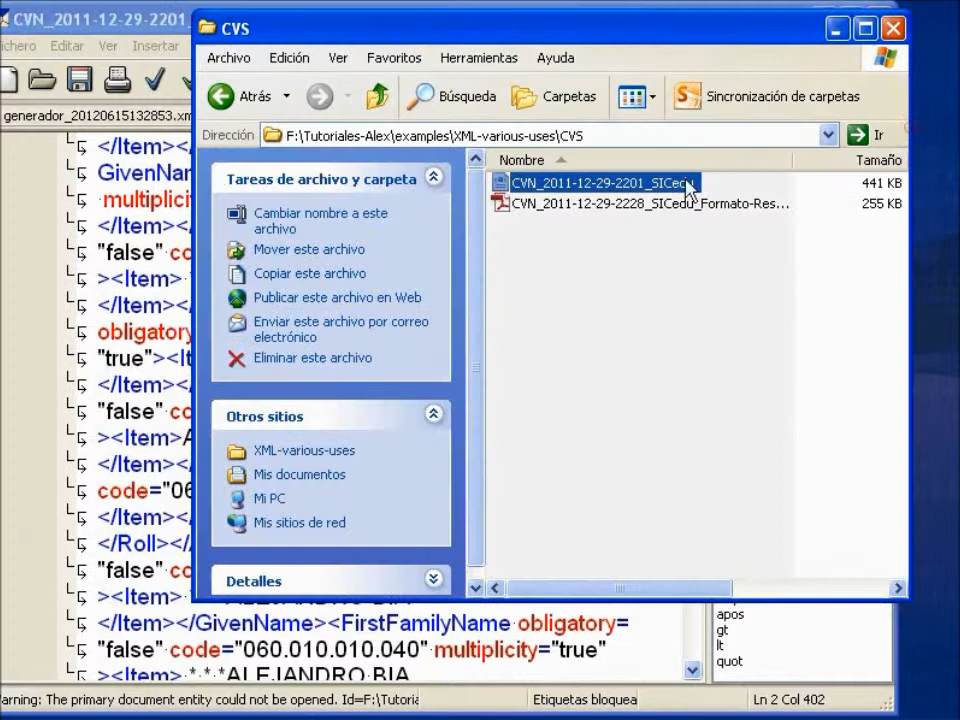 CVN_2011-12-29-2201_
CVS
Fichero Editar Ver Insertar
Archivo Edición Ver Favoritos Herramientas Ayuda
Atrás Búsqueda Carpetas Sincronización de carpetas
generador_20120615132853.xm
Dirección F:\Tutoriales-Alex\examples\XML-various-uses\CVS Ir
Nombre Tamaño
Tareas de archivo y carpeta
CVN_2011-12-29-2201_SICedu 441 KB
CVN_2011-12-29-2228_SICedu_Formato-Res... 255 KB
Cambiar nombre a este
archivo
Mover este archivo
Copiar este archivo
Publicar este archivo en Web
Enviar este archivo por correo
electrónico
Eliminar este archivo
Otros sitios
XML-various-uses
Mis documentos
Mi PC
Mis sitios de red
Detalles
</Item></
GivenNar
multiplici
</Item></
"false" co
><Item>
</Item></
obligatory
"true"><It
</Item></
"false" co
><Item>A
</Item></
code="06
</Item></
</Roll></
"false" co
></Item></GivenName><FirstFamilyName obligatory=
"false" code="060.010.010.040" multiplicity="true"
><Item>*.*.*ALEJANDRO BIA
apos
gt
lt
quot
arning: The primary document entity could not be opened. Id=F:\Tutoria
Etiquetas bloquea
Ln 2 Col 402